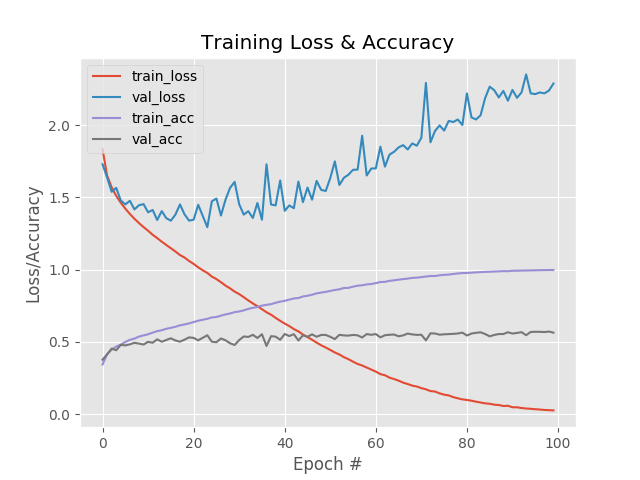 Training Loss & Accuracy
train_loss
val_loss
train_acc
val_acc
2.0
1.5
1.0
0.5
0.0
Loss/Accuracy
0 20 40 60 80 100
Epoch #